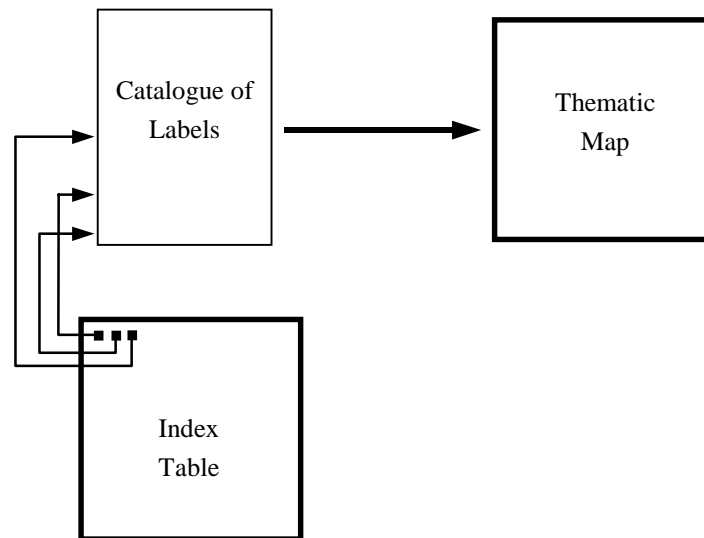 Catalogue of
Labels
Thematic
Map
Index
Table